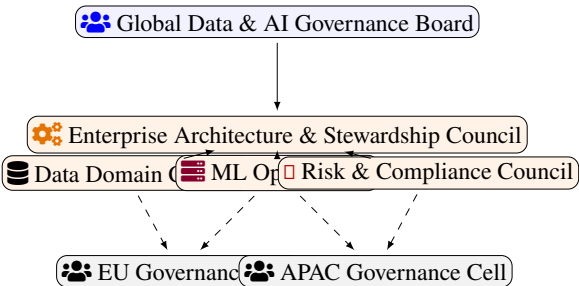 Global Data & AI Governance Board
Enterprise Architecture & Stewardship Council
Data Domain
ML Op
Risk & Compliance Council
EU Governanc
APAC Governance Cell